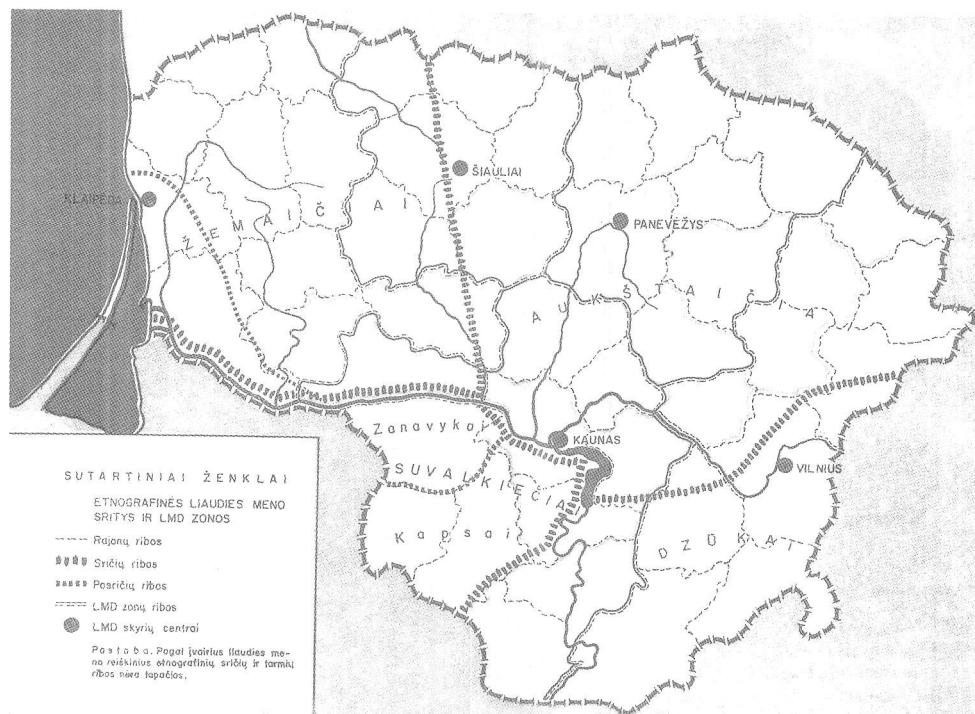 KLAIPĖDA
ŠIAULIAI
PANEVĖŽYS
ŽEMAIČIAI
AUKŠTAIČIAI
KAUNAS
VILNIUS
Zanavykai
SUVALKIEČIAI
Kapsai
DZŪKAI
SUTARTINIAI ŽENKLAI
ETNOGRAFINĖS LIAUDIES MENO
SRITYS IR LMD ZONOS
Rajonų ribos
Sričių ribos
Posričių ribos
LMD zonų ribos
LMD skyrių centrai
Pastaba. Pagal įvairius liaudies me-
no reiškinius etnografinių sričių ir tarmių
ribos nėra tapačios.